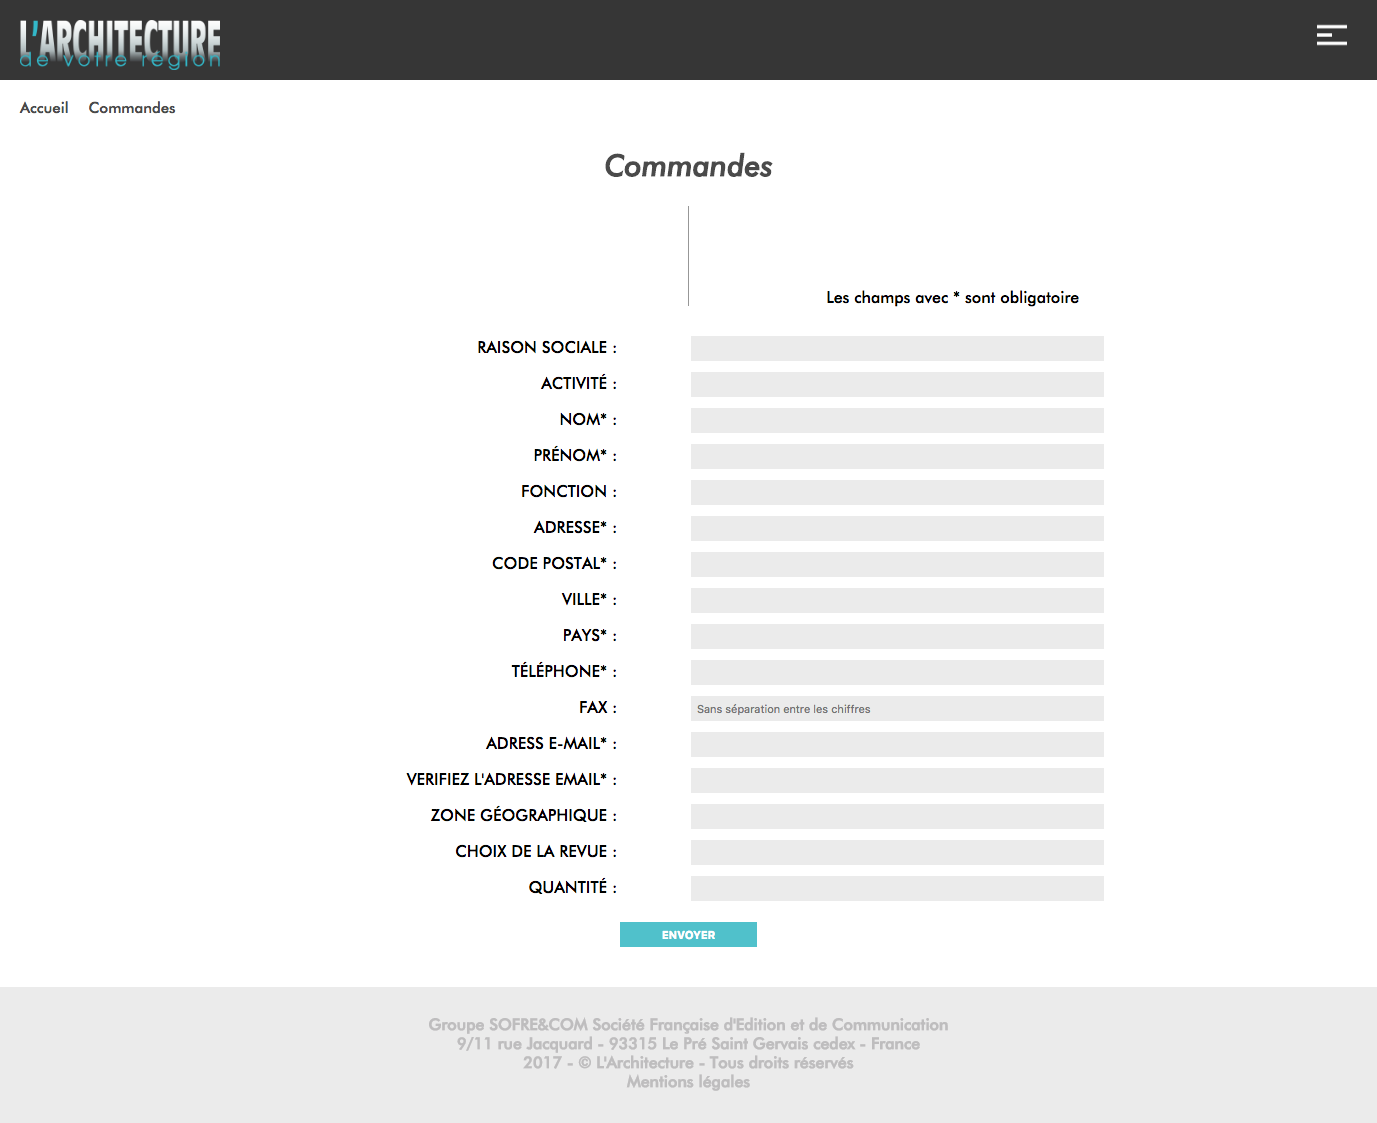 L'ARCHITECTURE
de votre région
Accueil Commandes
Commandes
Les champs avec * sont obligatoire
RAISON SOCIALE :
ACTIVITÉ :
NOM* :
PRÉNOM* :
FONCTION :
ADRESSE* :
CODE POSTAL* :
VILLE* :
PAYS* :
TÉLÉPHONE* :
FAX : Sans séparation entre les chiffres
ADRESS E-MAIL* :
VERIFIEZ L'ADRESSE EMAIL* :
ZONE GÉOGRAPHIQUE :
CHOIX DE LA REVUE :
QUANTITÉ :
ENVOYER
Groupe SOFRE&COM Société Française d'Edition et de Communication
9/11 rue Jacquard - 93315 Le Pré Saint Gervais cedex - France
2017 - © L'Architecture - Tous droits réservés
Mentions légales